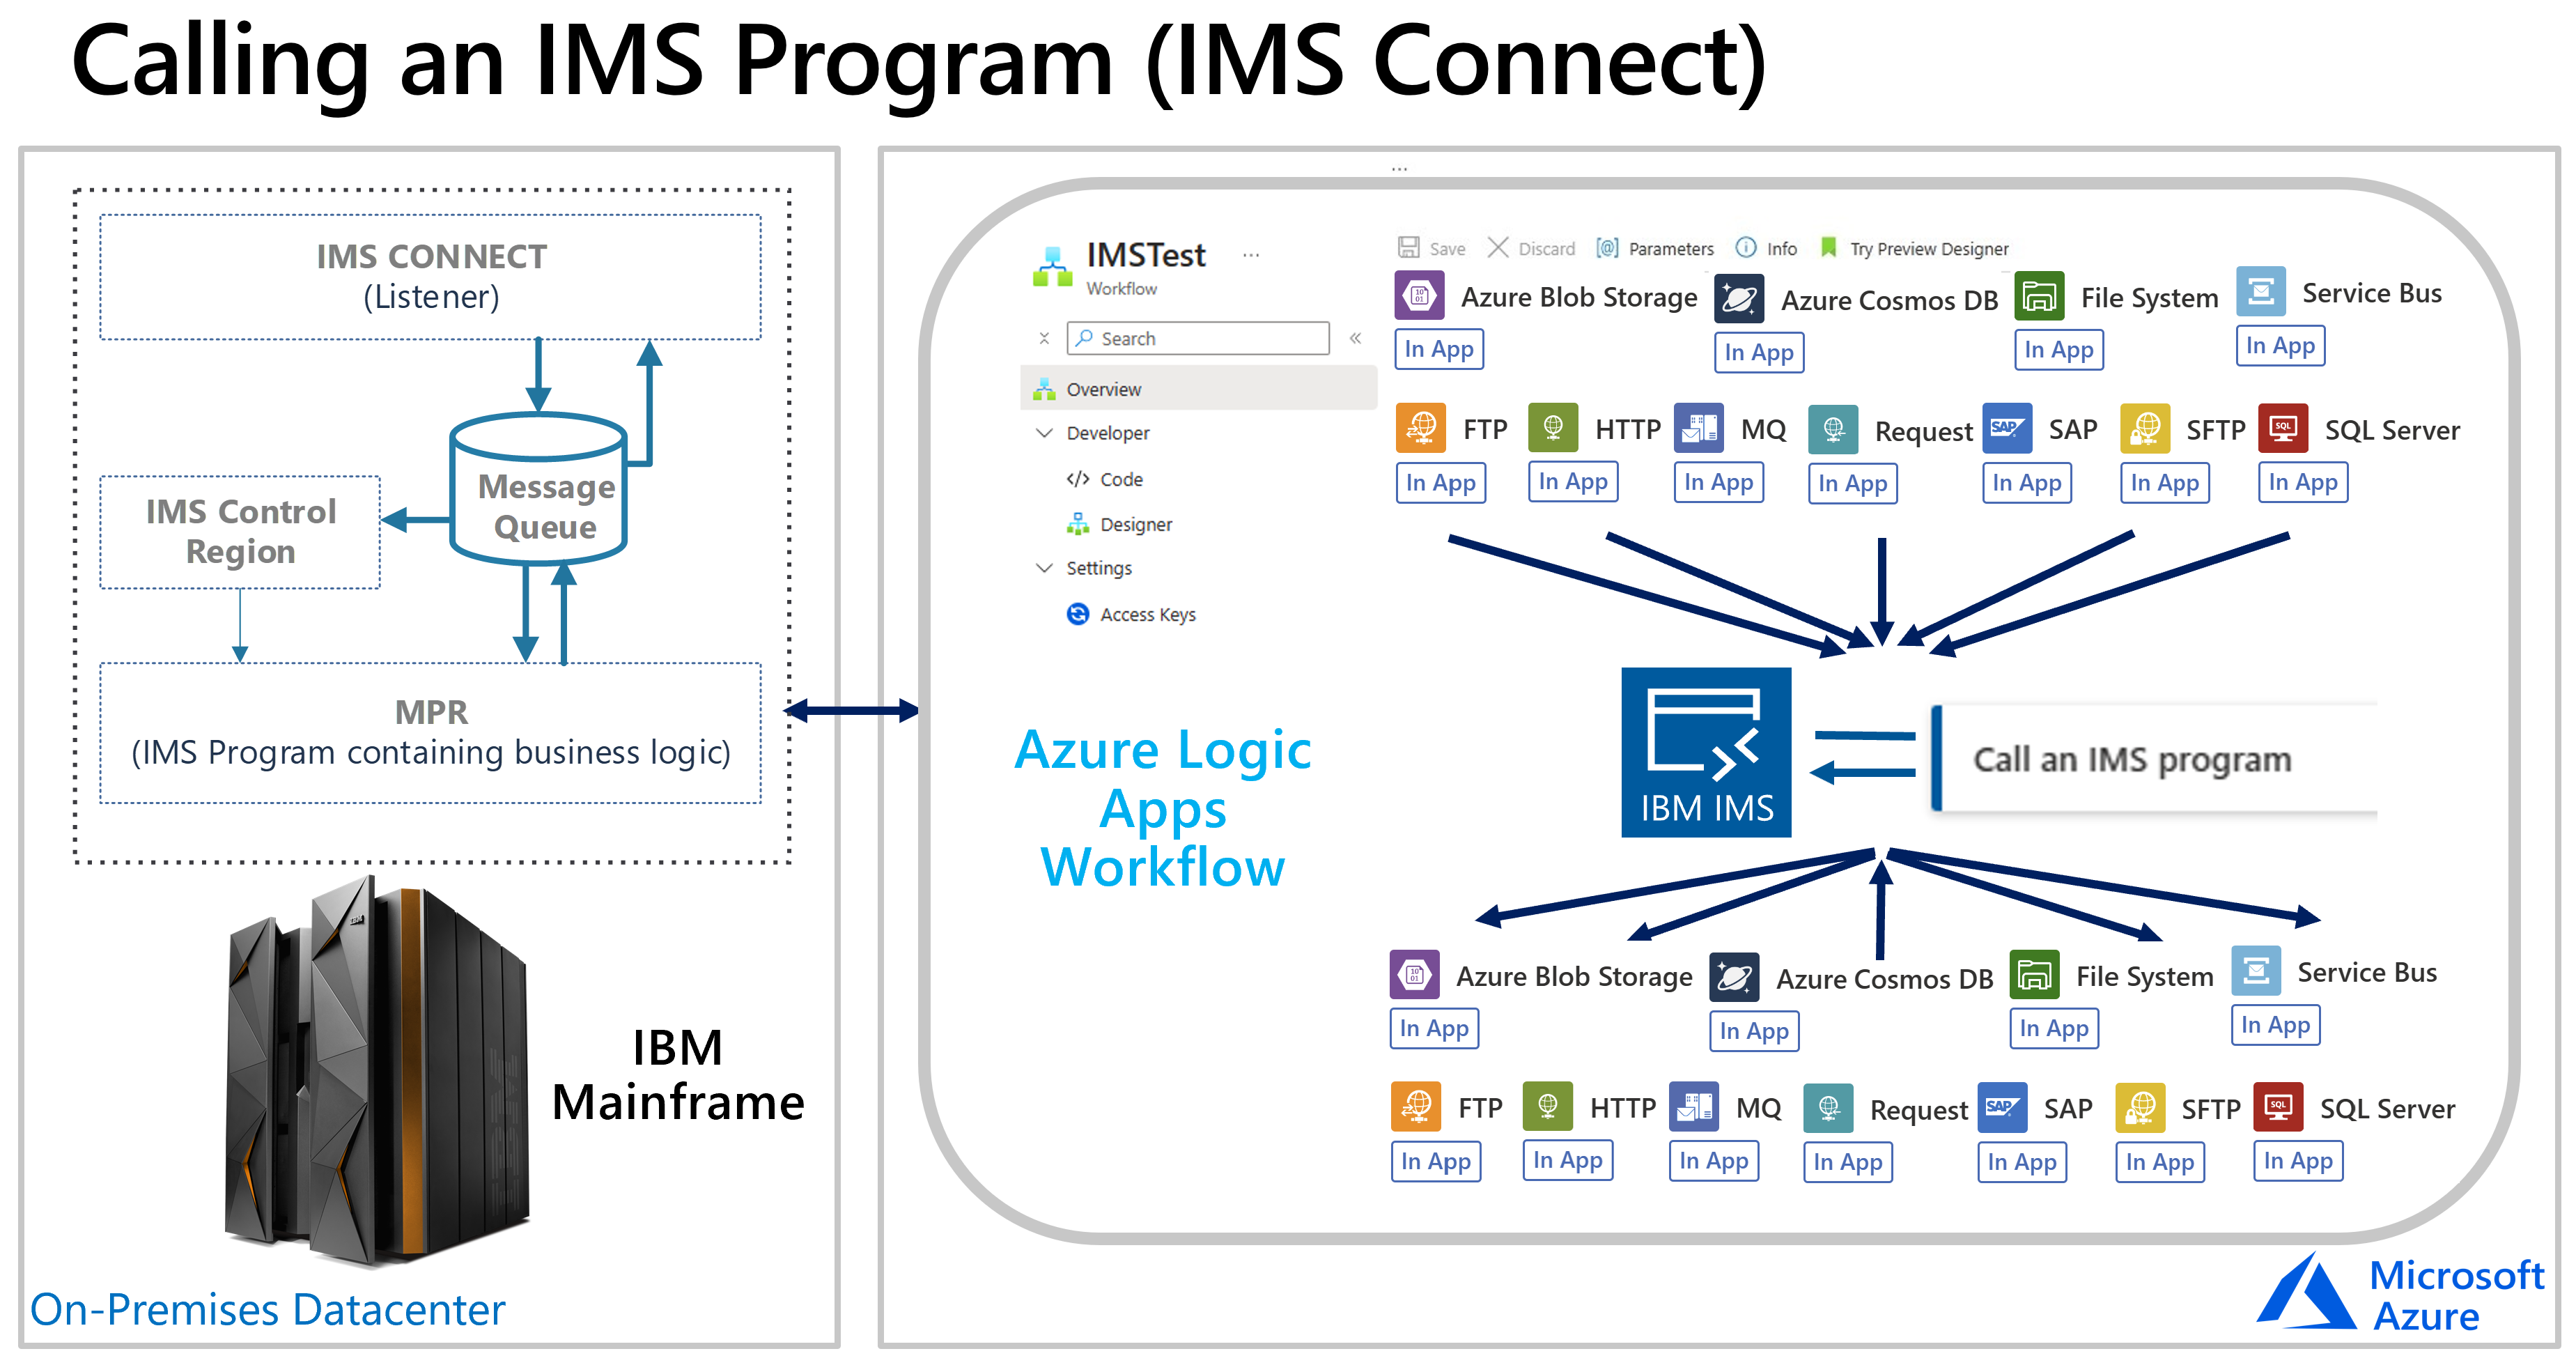 Calling an IMS Program (IMS Connect)
IMS CONNECT
(Listener)
Message
Queue
IMS Control
Region
MPR
(IMS Program containing business logic)
IBM
Mainframe
On-Premises Datacenter
...
IMSTest ...
Workflow
Search «
Overview
Developer
</> Code
Designer
Settings
Access Keys
Azure Logic
Apps
Workflow
Save Discard [@] Parameters Info Try Preview Designer
Azure Blob Storage Azure Cosmos DB File System Service Bus
In App In App In App In App
FTP HTTP MQ Request SAP SAP SFTP SQL SQL Server
In App In App In App In App In App In App In App
IBM IMS
Call an IMS program
Azure Blob Storage Azure Cosmos DB File System Service Bus
In App In App In App In App
FTP HTTP MQ Request SAP SAP SFTP SQL SQL Server
In App In App In App In App In App In App In App
Microsoft
Azure